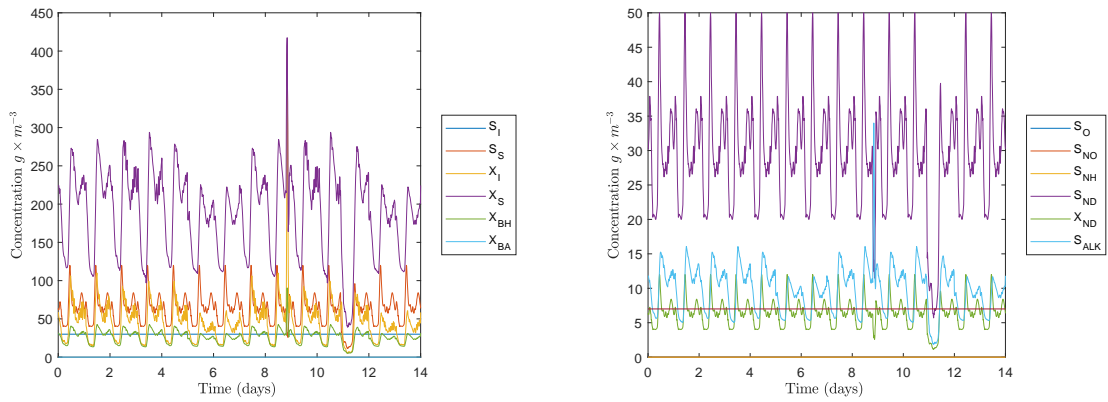 450
400
350
300
250
200
150
100
50
0
Concentration g × m⁻³
0 2 4 6 8 10 12 14
Time (days)
S_I
S_S
X_I
X_S
X_BH
X_BA
50
45
40
35
30
25
20
15
10
5
0
Concentration g × m⁻³
0 2 4 6 8 10 12 14
Time (days)
S_O
S_NO
S_NH
S_ND
X_ND
S_ALK